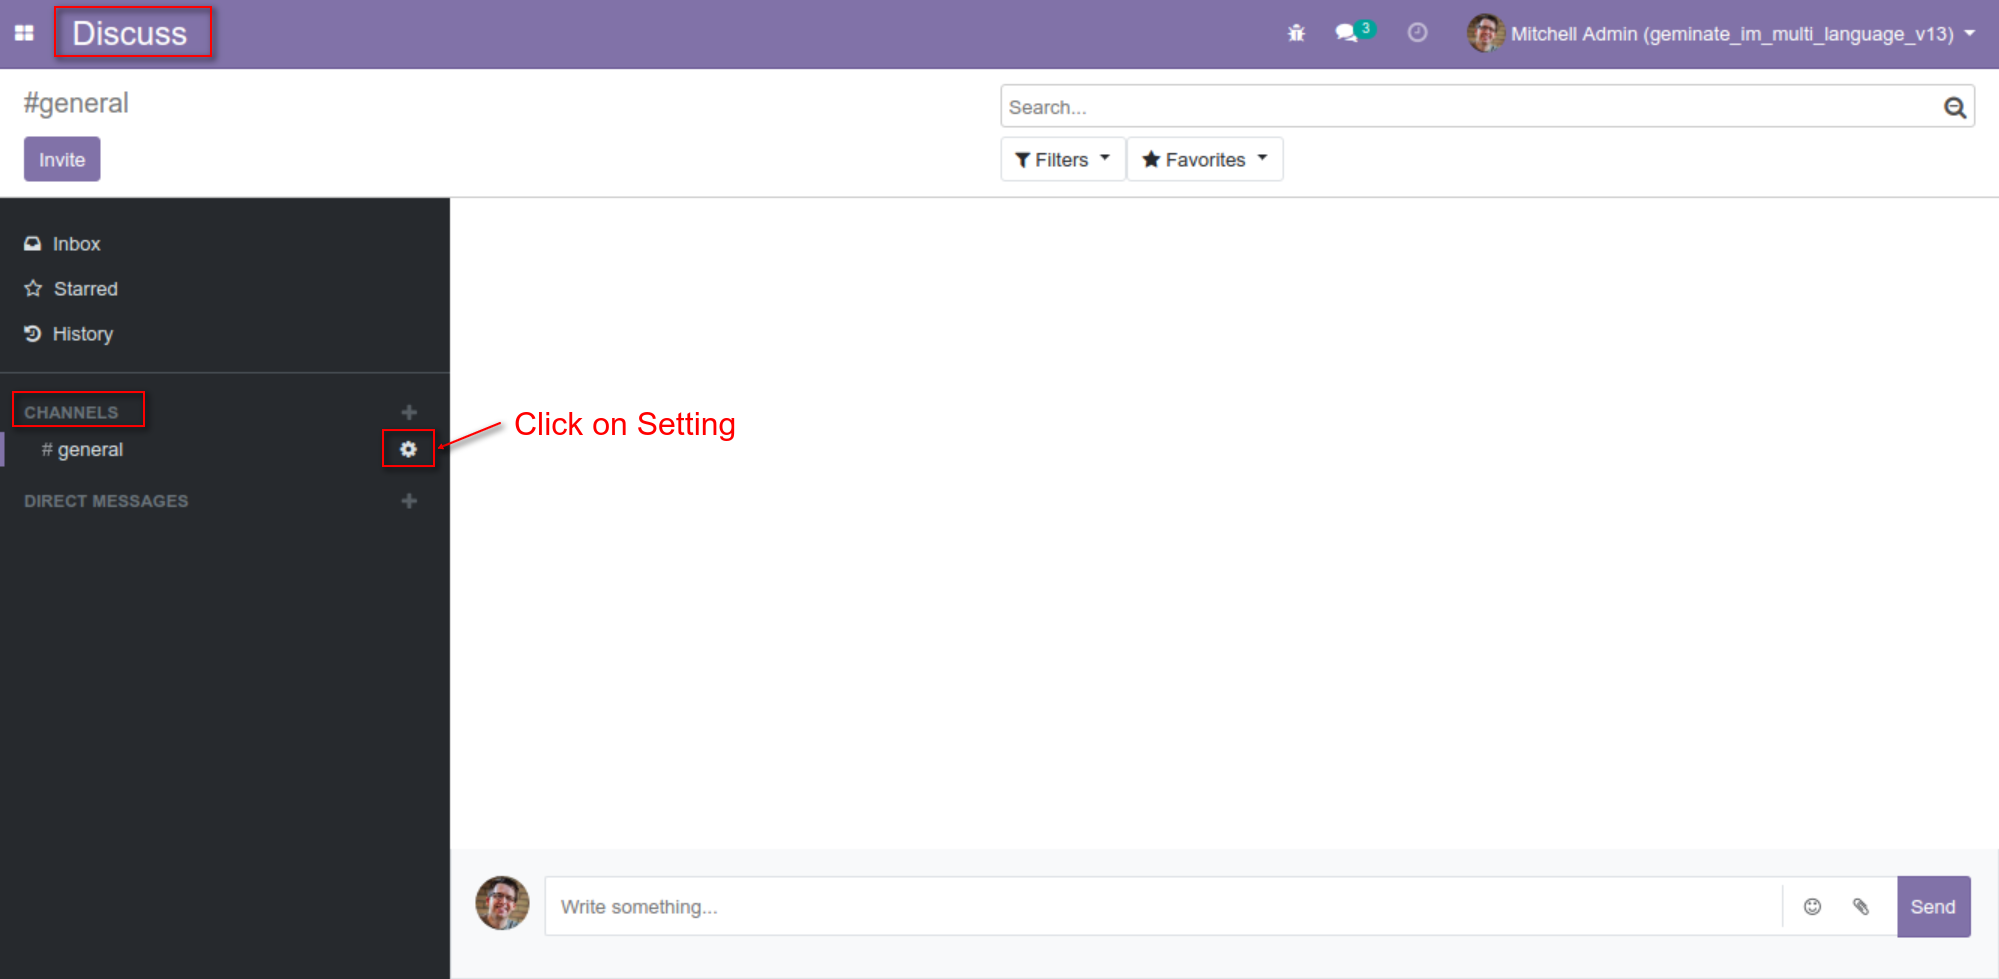 Discuss
3
Mitchell Admin (geminate_im_multi_language_v13)
#general
Search...
Invite
Filters
Favorites
Inbox
Starred
History
CHANNELS
# general
Click on Setting
DIRECT MESSAGES
Write something...
Send